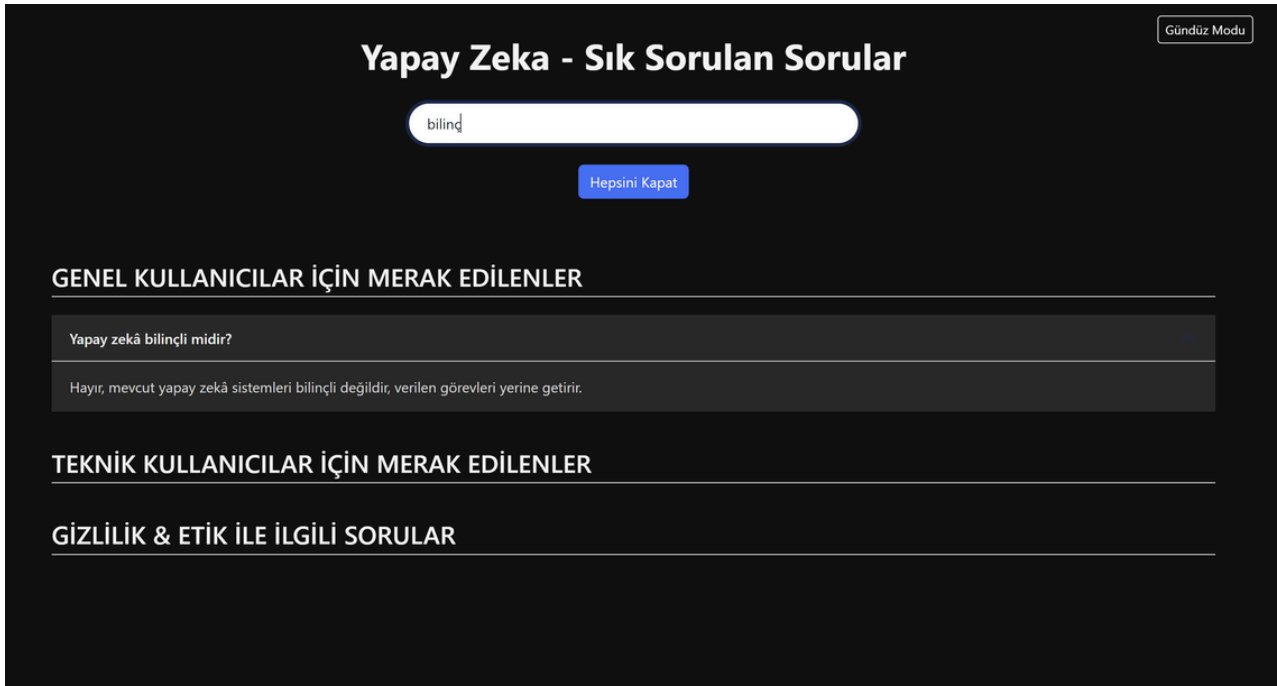 Gündüz Modu
Yapay Zeka - Sık Sorulan Sorular
bilinç
Hepsini Kapat
GENEL KULLANICILAR İÇİN MERAK EDİLENLER
Yapay zekâ bilinçli midir?
Hayır, mevcut yapay zekâ sistemleri bilinçli değildir, verilen görevleri yerine getirir.
TEKNİK KULLANICILAR İÇİN MERAK EDİLENLER
GİZLİLİK & ETİK İLE İLGİLİ SORULAR